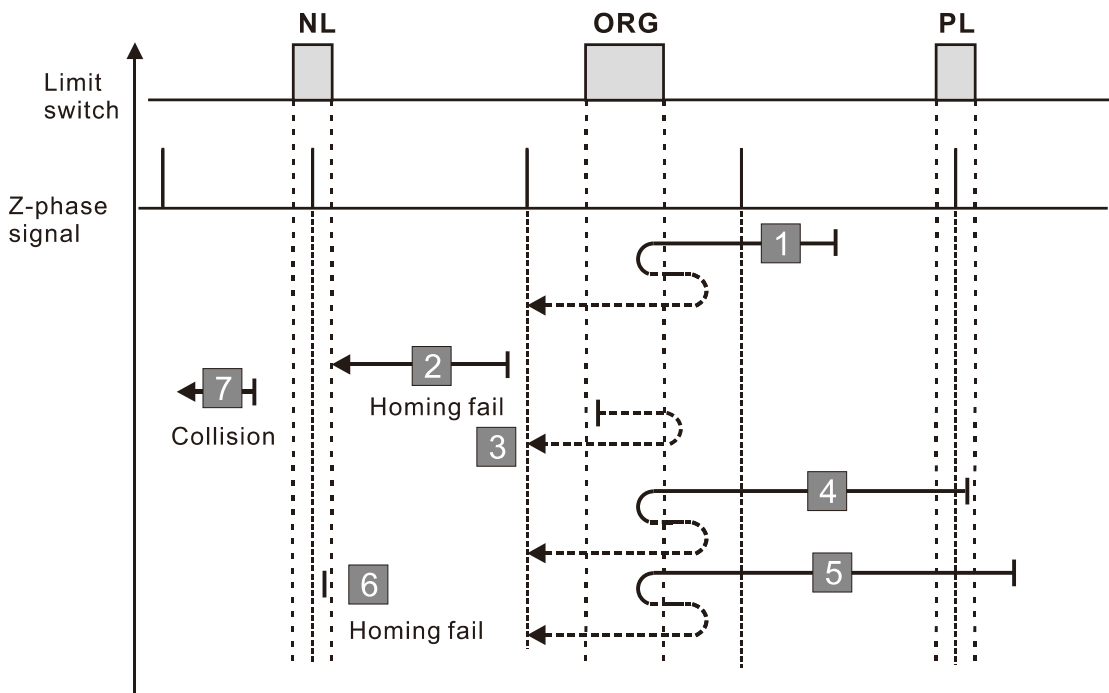 NL
ORG
PL
Limit
switch
Z-phase
signal
1
2
7
Homing fail
Collision
3
4
5
6
Homing fail